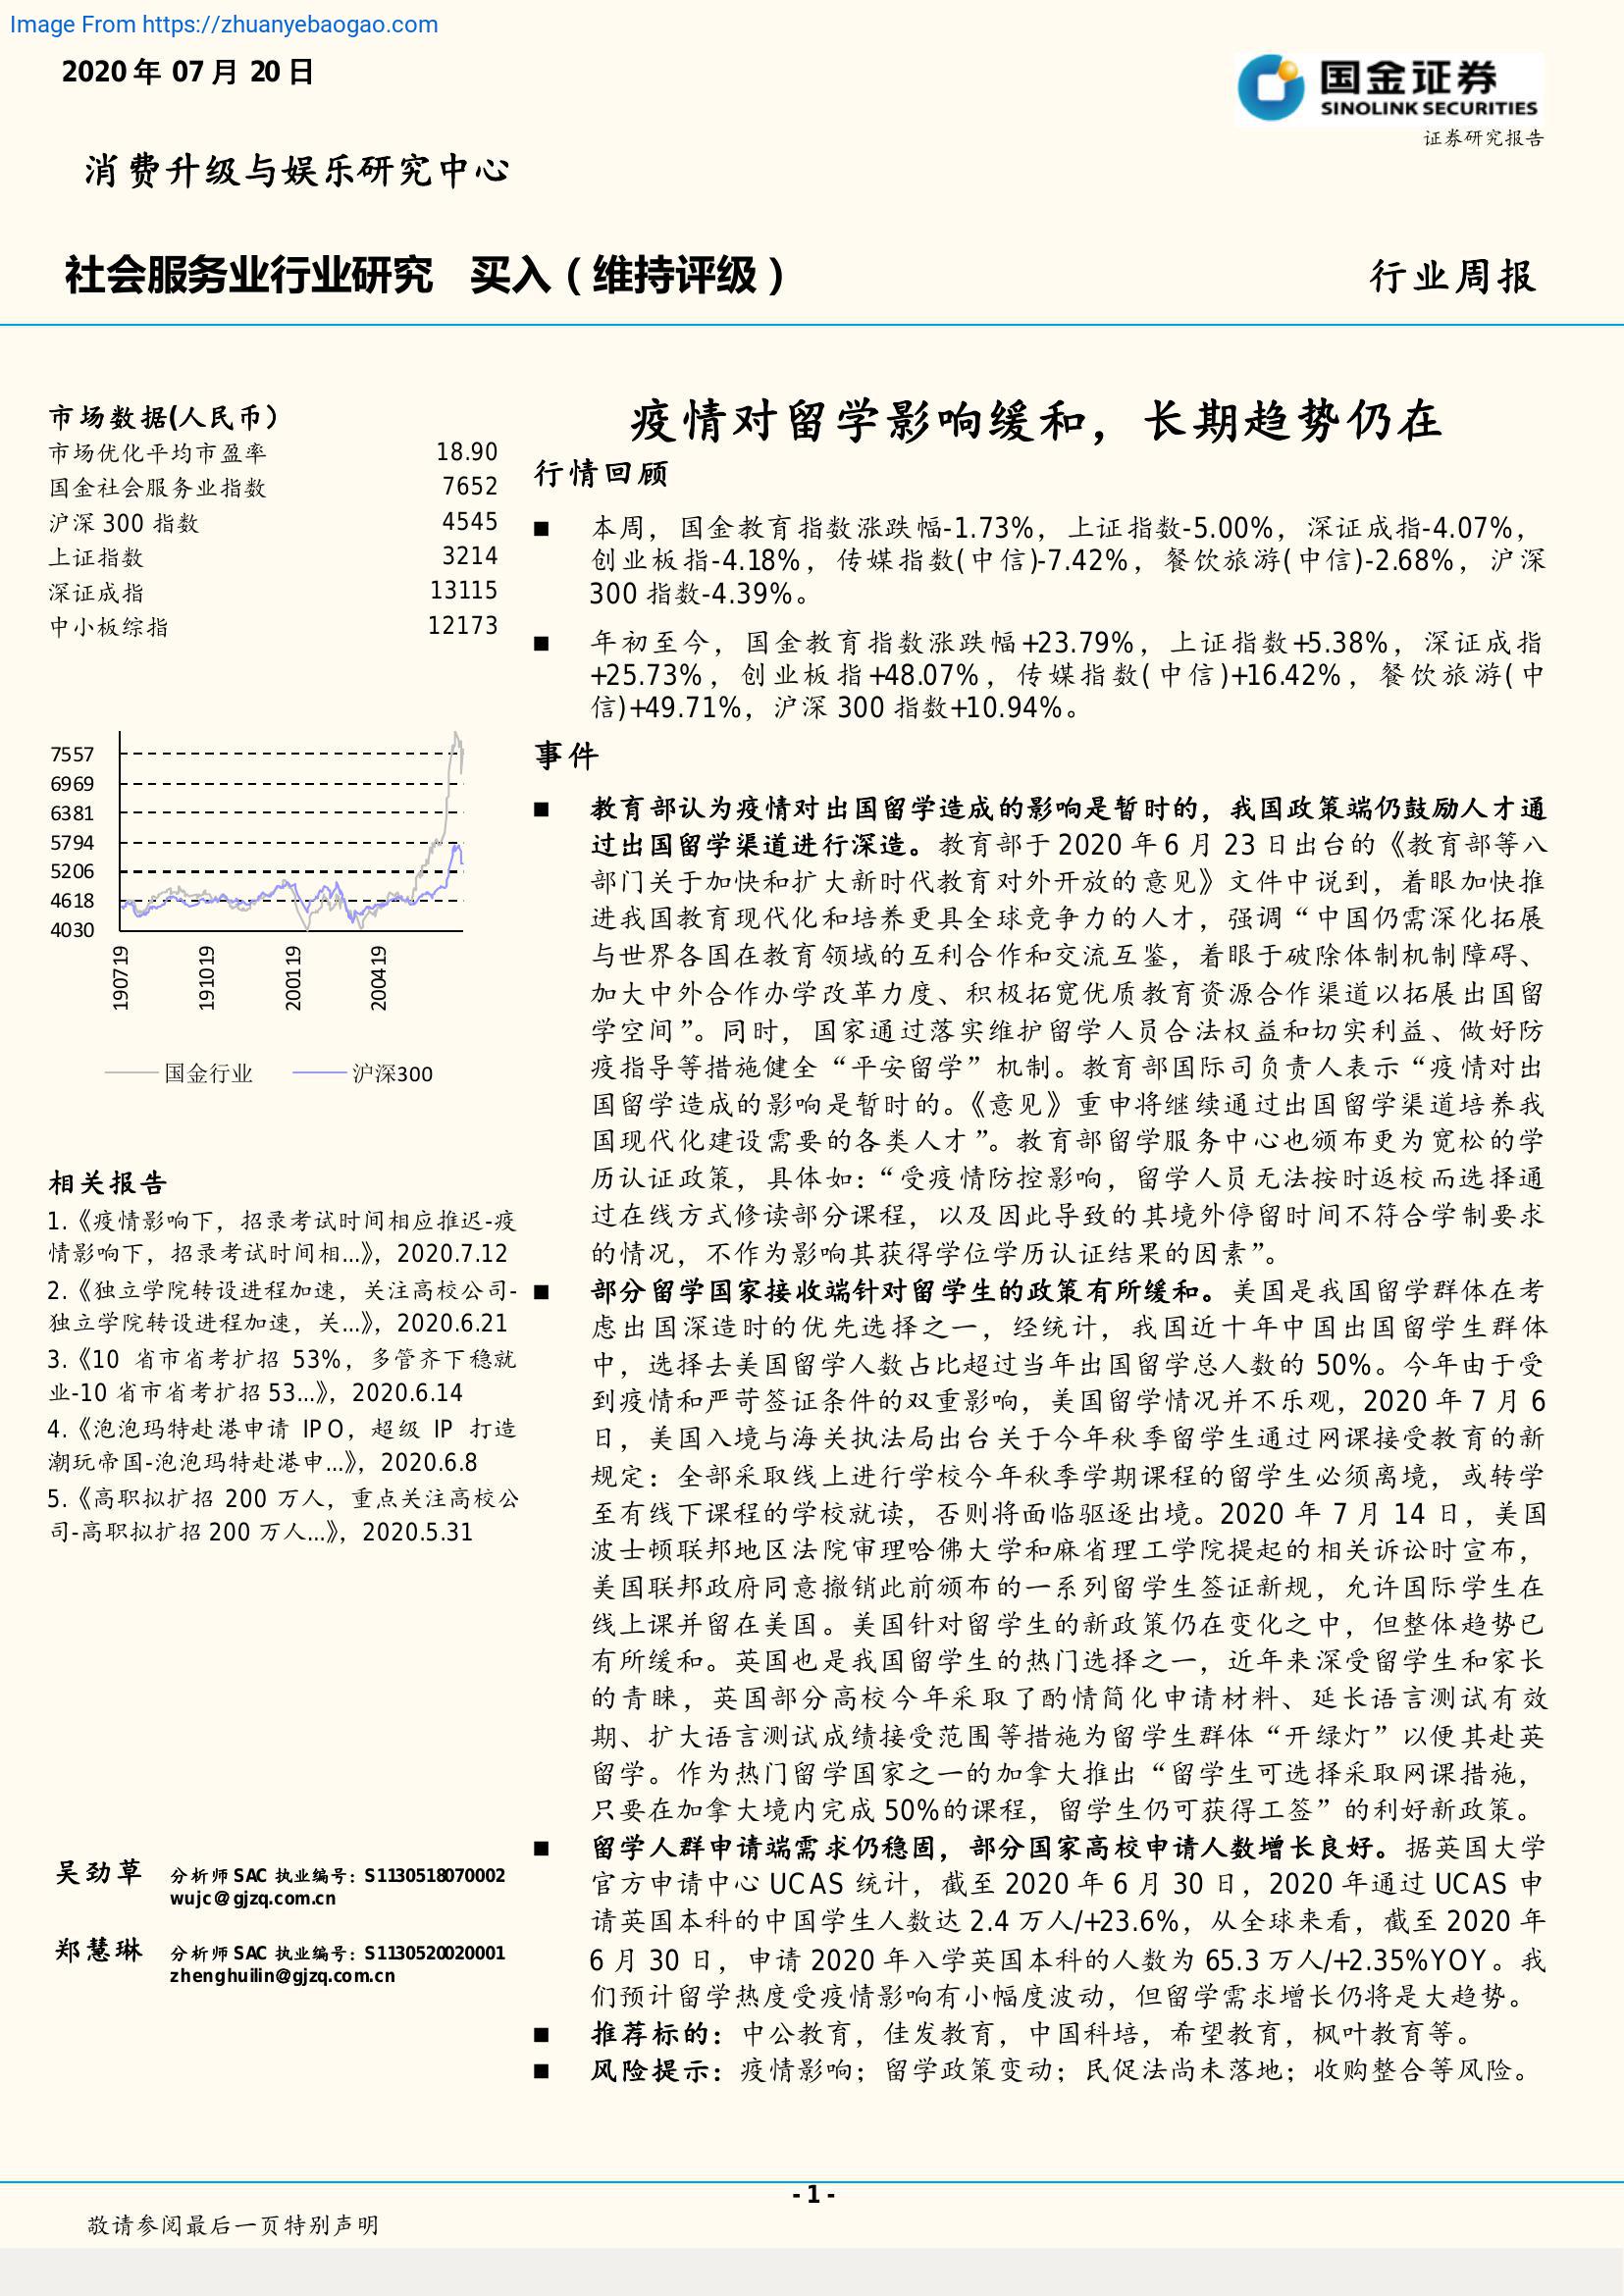 Image From https://zhuanyebaogao.com
2020 年 07 月 20 日
国金证券
SINOLINK SECURITIES
证券研究报告
消费升级与娱乐研究中心
社会服务业行业研究 买入（维持评级）
行业周报
市场数据(人民币）
市场优化平均市盈率 18.90
国金社会服务业指数 7652
沪深 300 指数 4545
上证指数 3214
深证成指 13115
中小板综指 12173
7557
6969
6381
5794
5206
4618
4030
190719
191019
200119
200419
国金行业 沪深300
相关报告
1.《疫情影响下，招录考试时间相应推迟-疫
情影响下，招录考试时间相...》，2020.7.12
2.《独立学院转设进程加速，关注高校公司-
独立学院转设进程加速，关...》，2020.6.21
3.《10 省市省考扩招 53%，多管齐下稳就
业-10 省市省考扩招 53...》，2020.6.14
4.《泡泡玛特赴港申请 IPO，超级 IP 打造
潮玩帝国-泡泡玛特赴港申...》，2020.6.8
5.《高职拟扩招 200 万人，重点关注高校公
司-高职拟扩招 200 万人...》，2020.5.31
吴劲草 分析师 SAC 执业编号：S1130518070002
wujc@gjzq.com.cn
郑慧琳 分析师 SAC 执业编号：S1130520020001
zhenghuilin@gjzq.com.cn
疫情对留学影响缓和，长期趋势仍在
行情回顾
■ 本周，国金教育指数涨跌幅-1.73%，上证指数-5.00%，深证成指-4.07%，
创业板指-4.18%，传媒指数(中信)-7.42%，餐饮旅游(中信)-2.68%，沪深
300 指数-4.39%。
■ 年初至今，国金教育指数涨跌幅+23.79%，上证指数+5.38%，深证成指
+25.73%，创业板指+48.07%，传媒指数(中信)+16.42%，餐饮旅游(中
信)+49.71%，沪深 300 指数+10.94%。
事件
■ 教育部认为疫情对出国留学造成的影响是暂时的，我国政策端仍鼓励人才通
过出国留学渠道进行深造。教育部于 2020 年 6 月 23 日出台的《教育部等八
部门关于加快和扩大新时代教育对外开放的意见》文件中说到，着眼加快推
进我国教育现代化和培养更具全球竞争力的人才，强调“中国仍需深化拓展
与世界各国在教育领域的互利合作和交流互鉴，着眼于破除体制机制障碍、
加大中外合作办学改革力度、积极拓宽优质教育资源合作渠道以拓展出国留
学空间”。同时，国家通过落实维护留学人员合法权益和切实利益、做好防
疫指导等措施健全“平安留学”机制。教育部国际司负责人表示“疫情对出
国留学造成的影响是暂时的。《意见》重申将继续通过出国留学渠道培养我
国现代化建设需要的各类人才”。教育部留学服务中心也颁布更为宽松的学
历认证政策，具体如：“受疫情防控影响，留学人员无法按时返校而选择通
过在线方式修读部分课程，以及因此导致的其境外停留时间不符合学制要求
的情况，不作为影响其获得学位学历认证结果的因素”。
■ 部分留学国家接收端针对留学生的政策有所缓和。美国是我国留学群体在考
虑出国深造时的优先选择之一，经统计，我国近十年中国出国留学生群体
中，选择去美国留学人数占比超过当年出国留学总人数的 50%。今年由于受
到疫情和严苛签证条件的双重影响，美国留学情况并不乐观，2020 年 7 月 6
日，美国入境与海关执法局出台关于今年秋季留学生通过网课接受教育的新
规定：全部采取线上进行学校今年秋季学期课程的留学生必须离境，或转学
至有线下课程的学校就读，否则将面临驱逐出境。2020 年 7 月 14 日，美国
波士顿联邦地区法院审理哈佛大学和麻省理工学院提起的相关诉讼时宣布，
美国联邦政府同意撤销此前颁布的一系列留学生签证新规，允许国际学生在
线上课并留在美国。美国针对留学生的新政策仍在变化之中，但整体趋势已
有所缓和。英国也是我国留学生的热门选择之一，近年来深受留学生和家长
的青睐，英国部分高校今年采取了酌情简化申请材料、延长语言测试有效
期、扩大语言测试成绩接受范围等措施为留学生群体“开绿灯”以便其赴英
留学。作为热门留学国家之一的加拿大推出“留学生可选择采取网课措施，
只要在加拿大境内完成 50%的课程，留学生仍可获得工签”的利好新政策。
■ 留学人群申请端需求仍稳固，部分国家高校申请人数增长良好。据英国大学
官方申请中心 UCAS 统计，截至 2020 年 6 月 30 日，2020 年通过 UCAS 申
请英国本科的中国学生人数达 2.4 万人/+23.6%，从全球来看，截至 2020 年
6 月 30 日，申请 2020 年入学英国本科的人数为 65.3 万人/+2.35%YOY。我
们预计留学热度受疫情影响有小幅度波动，但留学需求增长仍将是大趋势。
■ 推荐标的：中公教育，佳发教育，中国科培，希望教育，枫叶教育等。
■ 风险提示：疫情影响；留学政策变动；民促法尚未落地；收购整合等风险。
- 1 -
敬请参阅最后一页特别声明